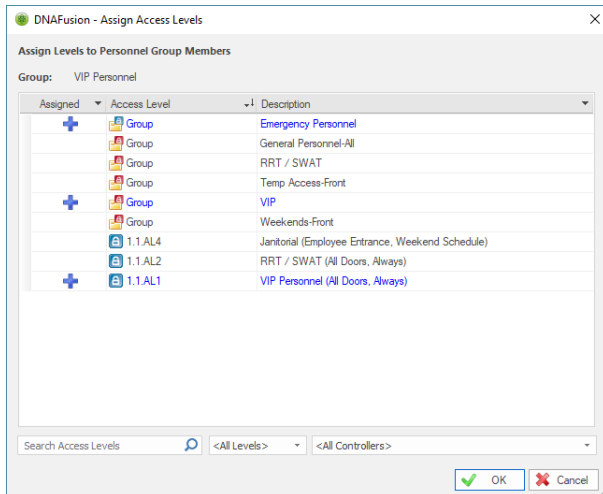 DNAFusion - Assign Access Levels
Assign Levels to Personnel Group Members
Group: VIP Personnel
Assigned Access Level Description
Group Emergency Personnel
Group General Personnel-All
Group RRT / SWAT
Group Temp Access-Front
Group VIP
Group Weekends-Front
1.1.AL4 Janitorial (Employee Entrance, Weekend Schedule)
1.1.AL2 RRT / SWAT (All Doors, Always)
1.1.AL1 VIP Personnel (All Doors, Always)
Search Access Levels <All Levels> <All Controllers>
OK Cancel